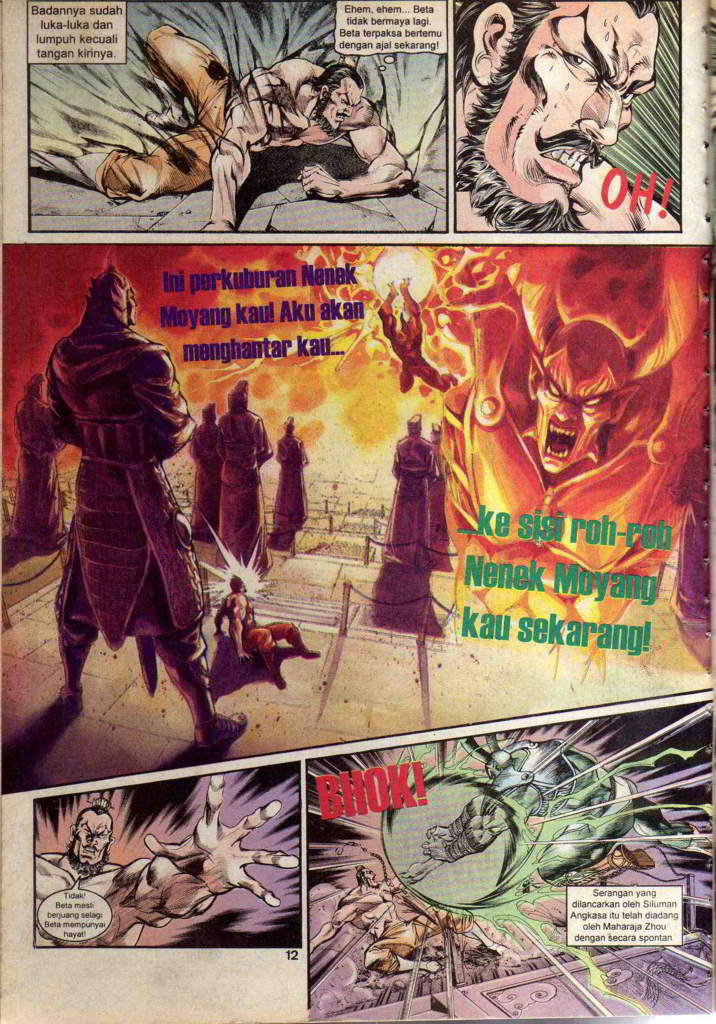 Badannya sudah
luka-luka dan
lumpuh kecuali
tangan kirinya.
Ehem, ehem... Beta
tidak bermaya lagi.
Beta terpaksa bertemu
dengan ajal sekarang!
OH!
Ini perkuburan Nenek
Moyang kau! Aku akan
menghantar kau...
...ke sisi roh-roh
Nenek Moyang
kau sekarang!
Tidak!
Beta mesti
berjuang selagi
Beta mempunyai
hayat!
12
BHOK!
Serangan yang
dilancarkan oleh Siluman
Angkasa itu telah diadang
oleh Maharaja Zhou
dengan secara spontan